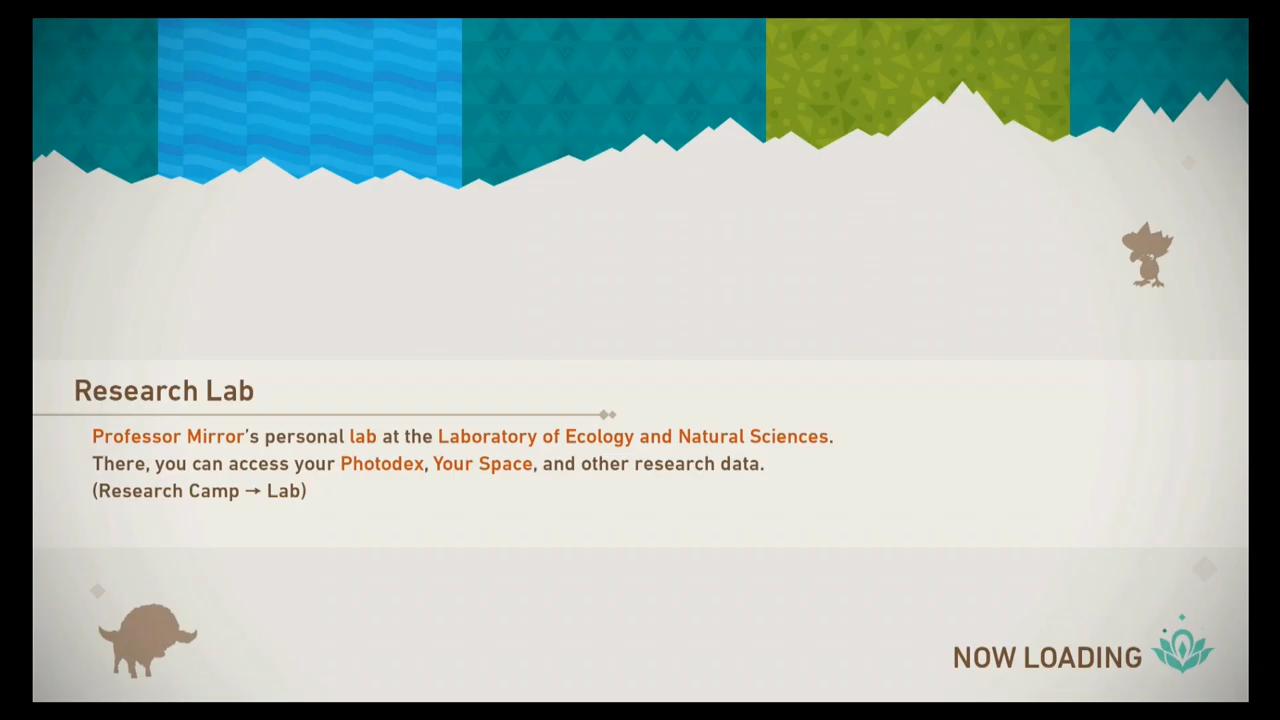 Research Lab
Professor Mirror's personal lab at the Laboratory of Ecology and Natural Sciences.
There, you can access your Photodex, Your Space, and other research data.
(Research Camp → Lab)
NOW LOADING